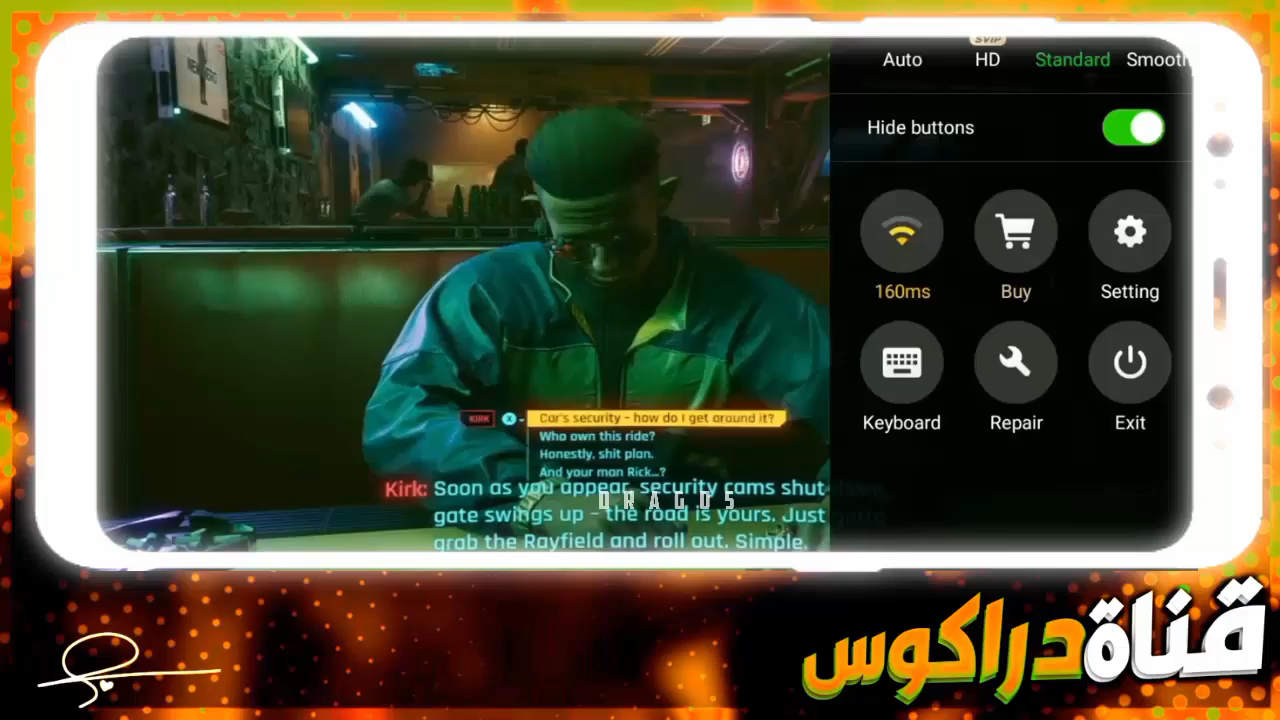 SVIP
Auto HD Standard Smooth
Hide buttons
160ms Buy Setting
Keyboard Repair Exit
KIRK X Car's security - how do I get around it?
Who own this ride?
Honestly, shit plan.
And your man Rick...?
Kirk: Soon as you appear, security cams shut down,
gate swings up - the road is yours. Just gotta
grab the Rayfield and roll out. Simple.
DRAGOS
قناة دراكوس